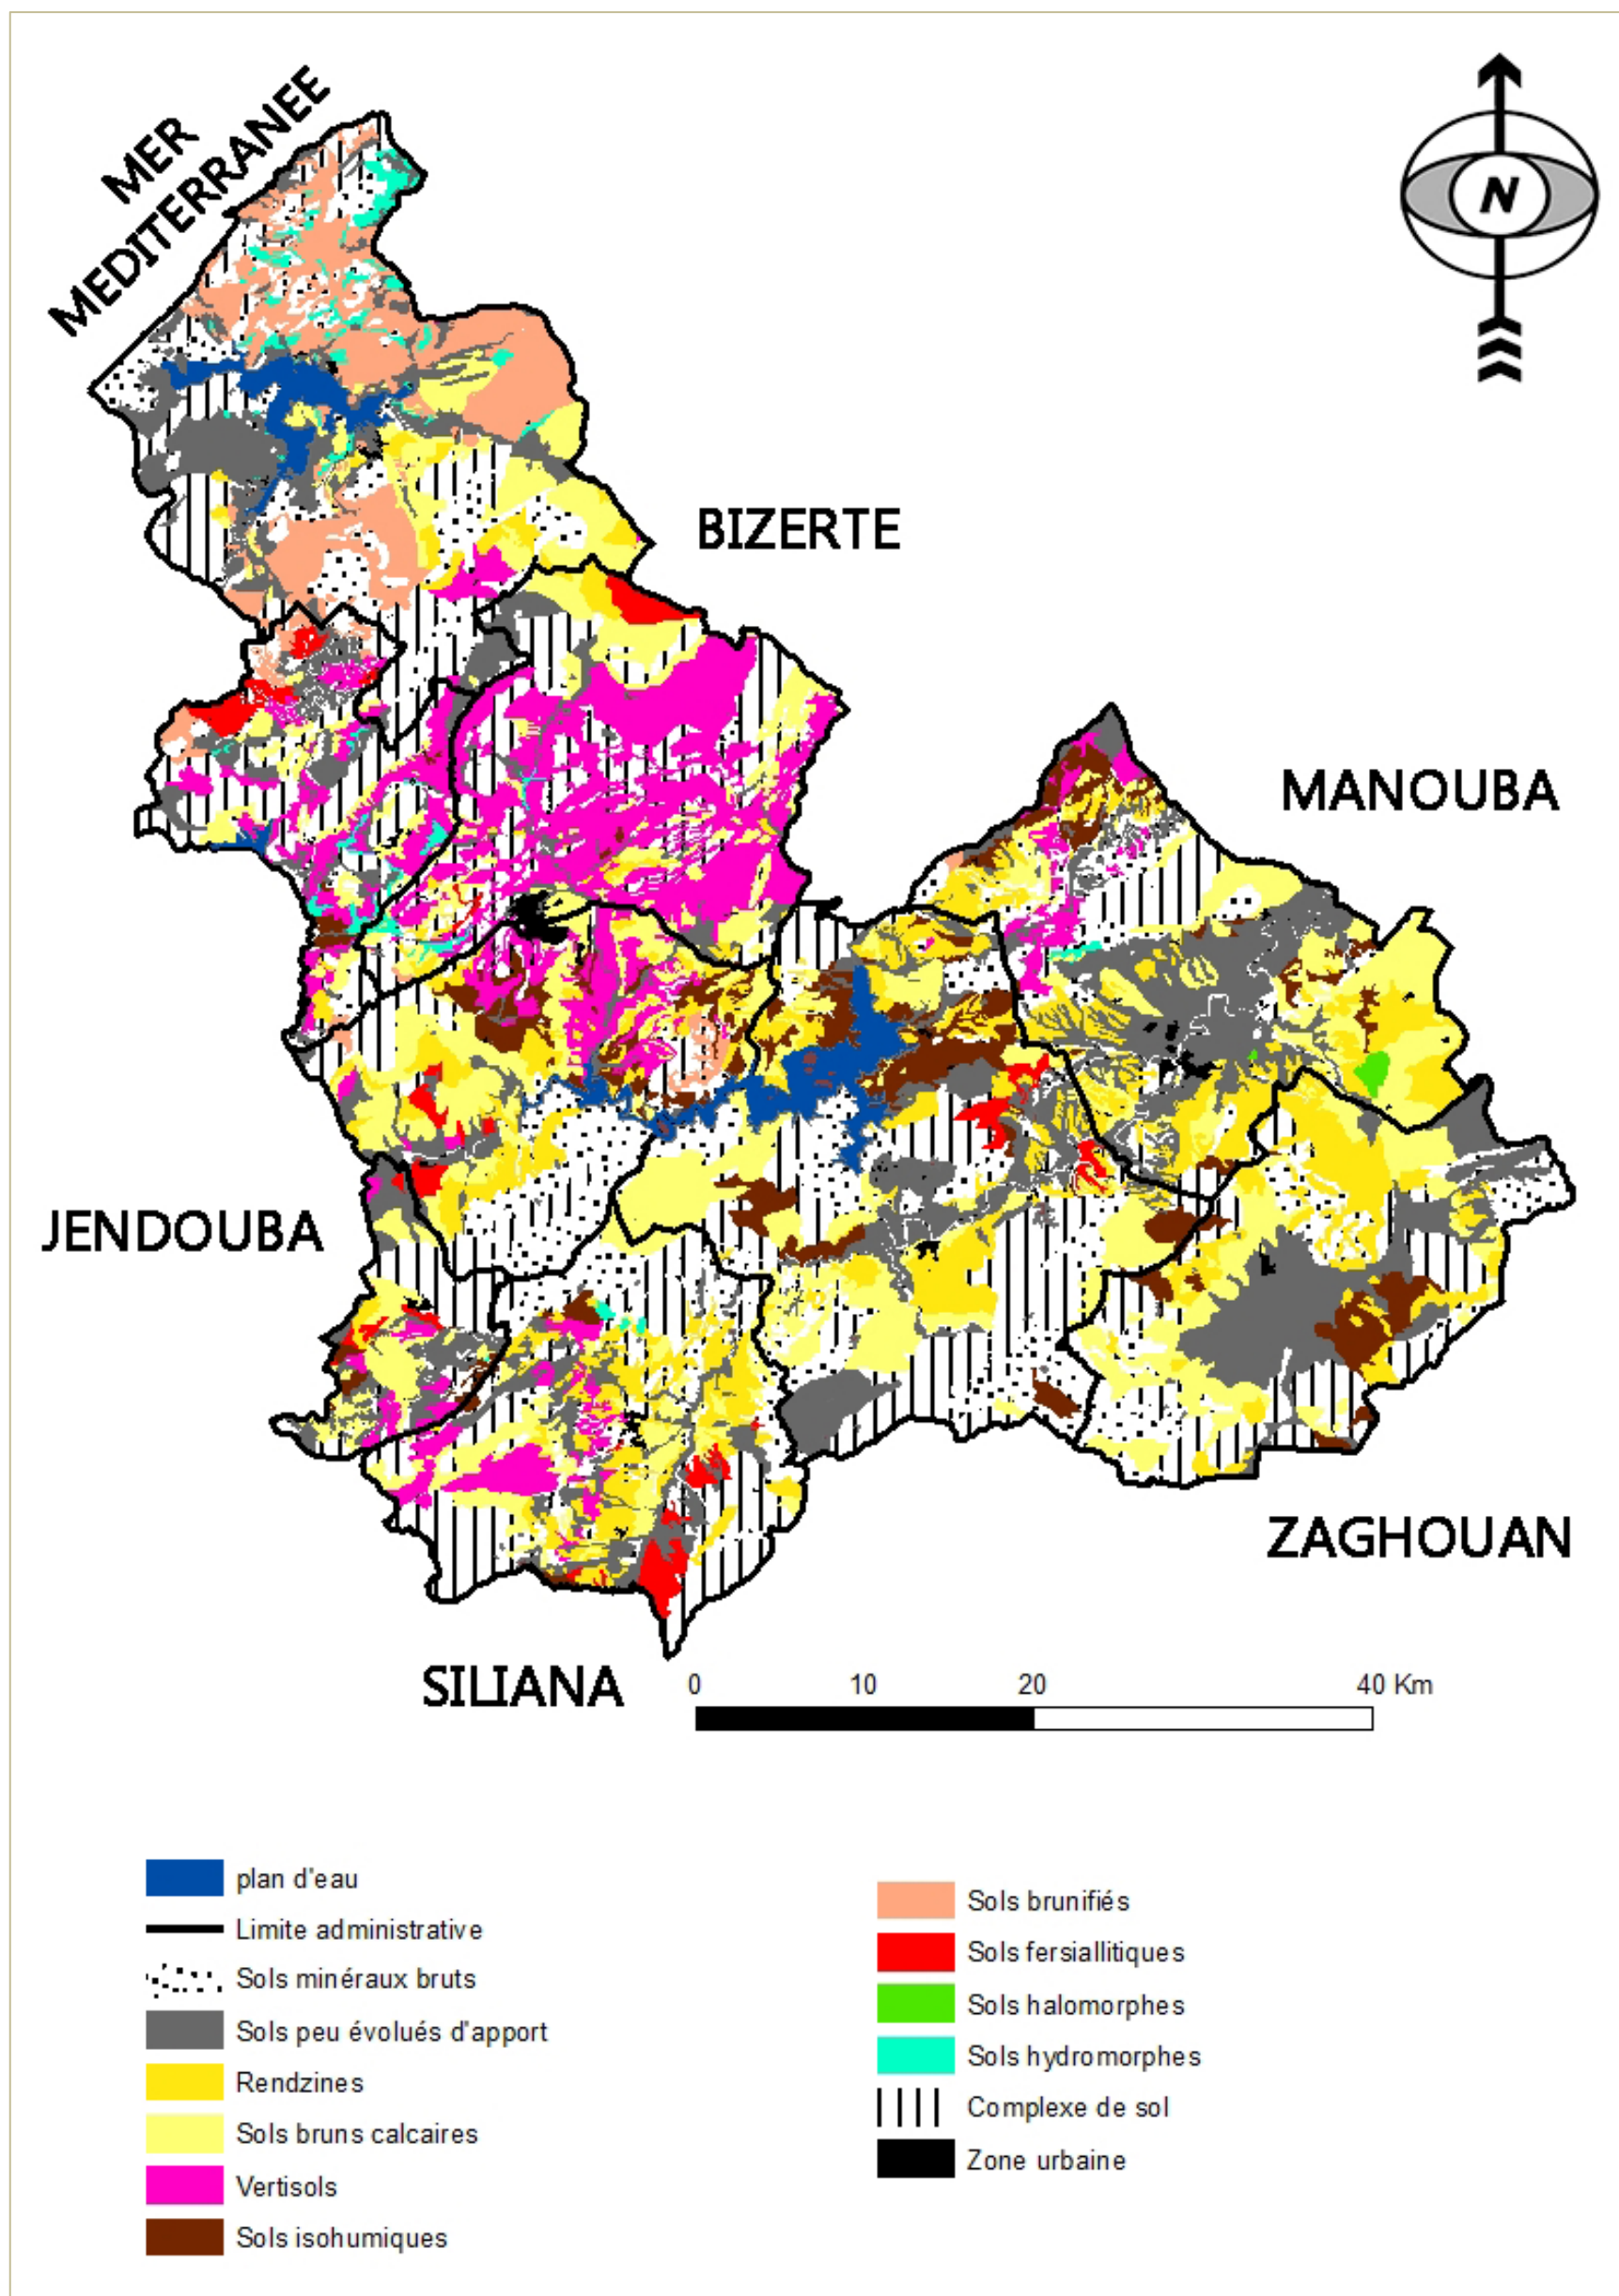 MER
MEDITERRANEE
N
BIZERTE
MANOUBA
JENDOUBA
ZAGHOUAN
SILIANA
0 10 20 40 Km
plan d'eau
Limite administrative
Sols minéraux bruts
Sols peu évolués d'apport
Rendzines
Sols bruns calcaires
Vertisols
Sols isohumiques
Sols brunifiés
Sols fersiallitiques
Sols halomorphes
Sols hydromorphes
Complexe de sol
Zone urbaine